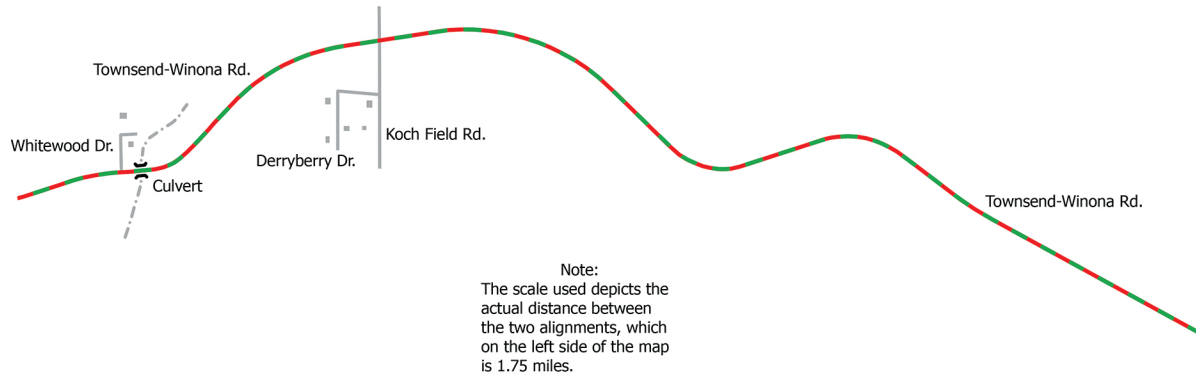 Townsend-Winona Rd.
Whitewood Dr.
Culvert
Koch Field Rd.
Derryberry Dr.
Townsend-Winona Rd.
Note:
The scale used depicts the
actual distance between
the two alignments, which
on the left side of the map
is 1.75 miles.